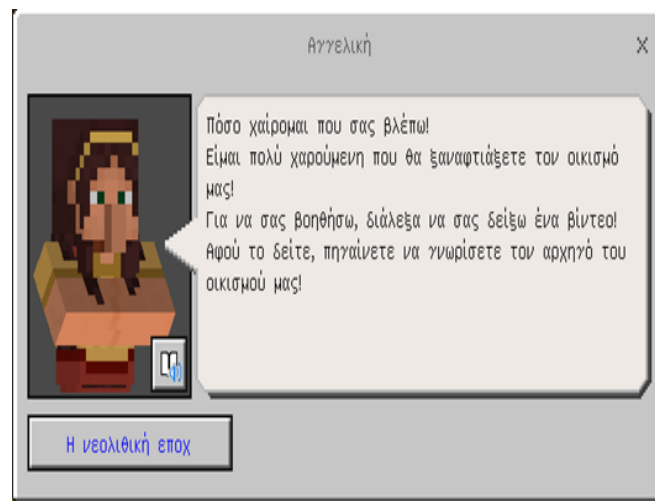 Αγγελική
X
Πόσο χαίρομαι που σας βλέπω!
Είμαι πολύ χαρούμενη που θα ξαναφτιάξετε τον οικισμό
μας!
Για να σας βοηθήσω, διάλεξα να σας δείξω ένα βίντεο!
Αφού το δείτε, πηγαίνετε να γνωρίσετε τον αρχηγό του
οικισμού μας!
Η νεολιθική εποχ